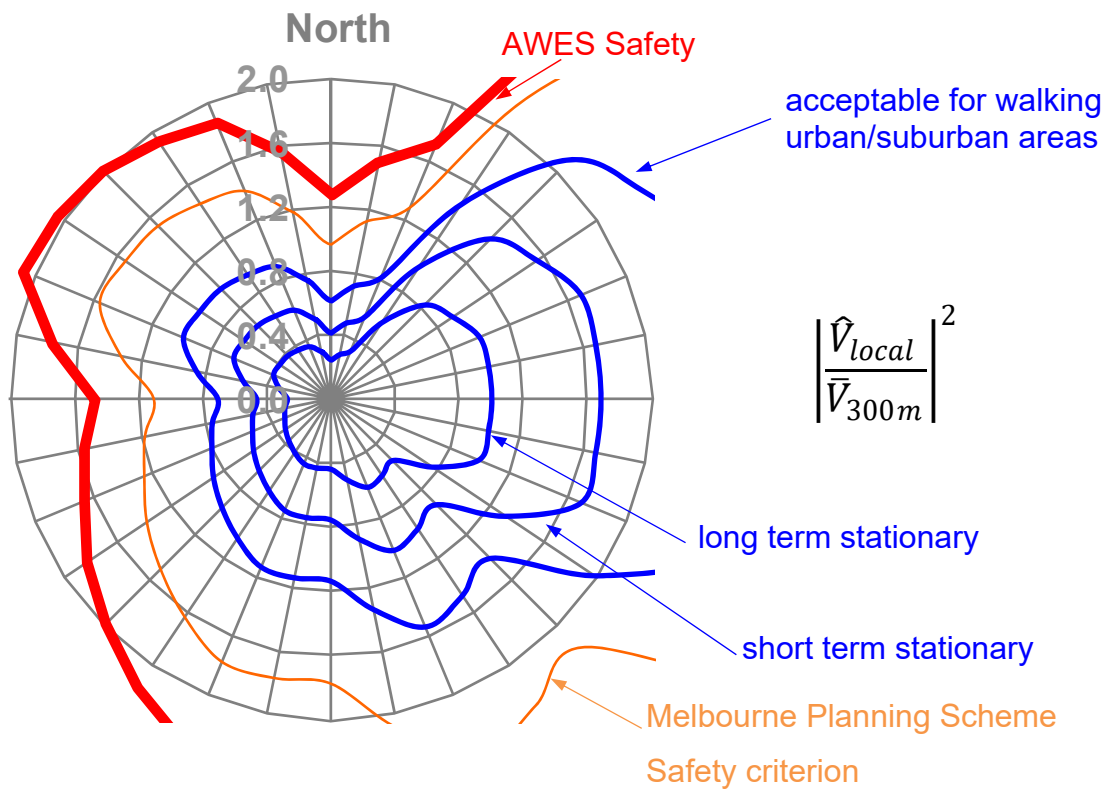 North
AWES Safety
2.0
acceptable for walking
urban/suburban areas
1.6
1.2
0.8
0.4
0.0
|V̂local / V̄300m|²
long term stationary
short term stationary
Melbourne Planning Scheme
Safety criterion